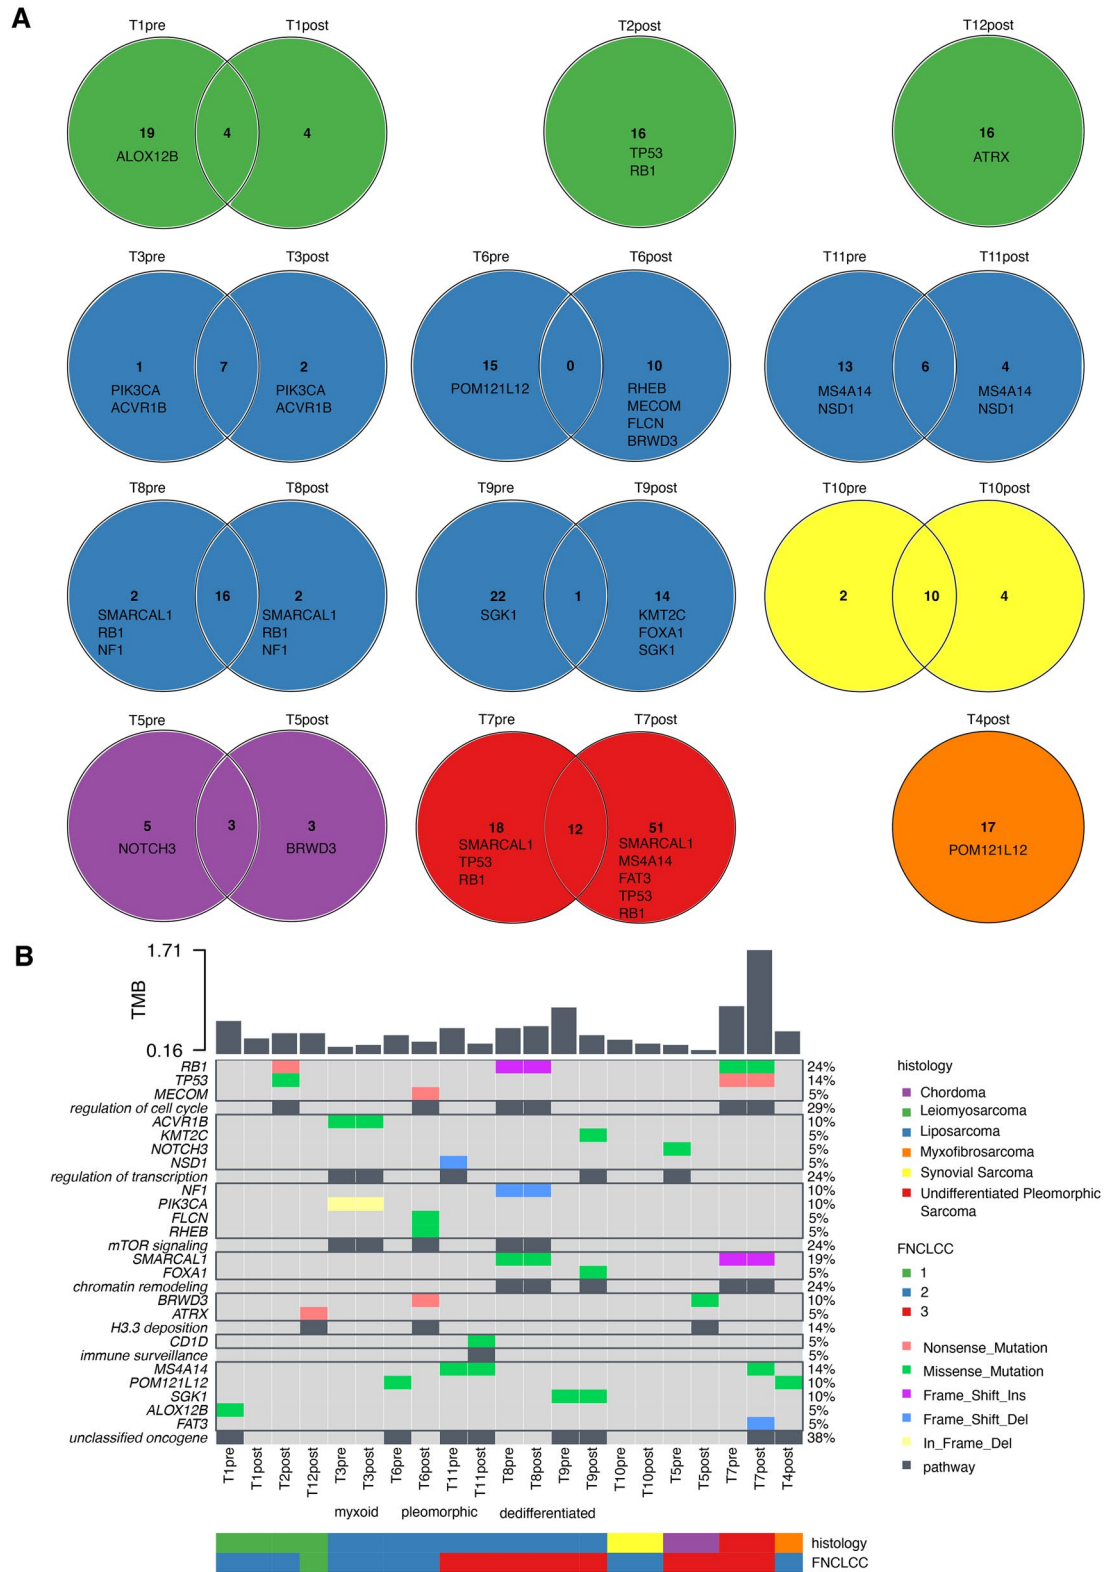 A
T1pre T1post T2post T12post
19 4 4 16 16
ALOX12B TP53 ATRX
RB1
T3pre T3post T6pre T6post T11pre T11post
1 7 2 15 0 10 13 6 4
PIK3CA PIK3CA POM121L12 RHEB MS4A14 MS4A14
ACVR1B ACVR1B MECOM NSD1 NSD1
FLCN
BRWD3
T8pre T8post T9pre T9post T10pre T10post
2 16 2 22 1 14 2 10 4
SMARCAL1 SMARCAL1 SGK1 KMT2C
RB1 RB1 FOXA1
NF1 NF1 SGK1
T5pre T5post T7pre T7post T4post
5 3 3 18 12 51 17
NOTCH3 BRWD3 SMARCAL1 SMARCAL1 POM121L12
TP53 MS4A14
RB1 FAT3
TP53
RB1
B
1.71
TMB
0.16
RB1 24%
TP53 14%
MECOM 5%
regulation of cell cycle 29%
ACVR1B 10%
KMT2C 5%
NOTCH3 5%
NSD1 5%
regulation of transcription 24%
NF1 10%
PIK3CA 10%
FLCN 5%
RHEB 5%
mTOR signaling 24%
SMARCAL1 19%
FOXA1 5%
chromatin remodeling 24%
BRWD3 10%
ATRX 5%
H3.3 deposition 14%
CD1D 5%
immune surveillance 5%
MS4A14 14%
POM121L12 10%
SGK1 10%
ALOX12B 5%
FAT3 5%
unclassified oncogene 38%
T1pre T1post T2post T12post T3pre T3post T6pre T6post T11pre T11post T8pre T8post T9pre T9post T10pre T10post T5pre T5post T7pre T7post T4post
myxoid pleomorphic dedifferentiated
histology
FNCLCC
histology
Chordoma
Leiomyosarcoma
Liposarcoma
Myxofibrosarcoma
Synovial Sarcoma
Undifferentiated Pleomorphic
Sarcoma
FNCLCC
1
2
3
Nonsense_Mutation
Missense_Mutation
Frame_Shift_Ins
Frame_Shift_Del
In_Frame_Del
pathway